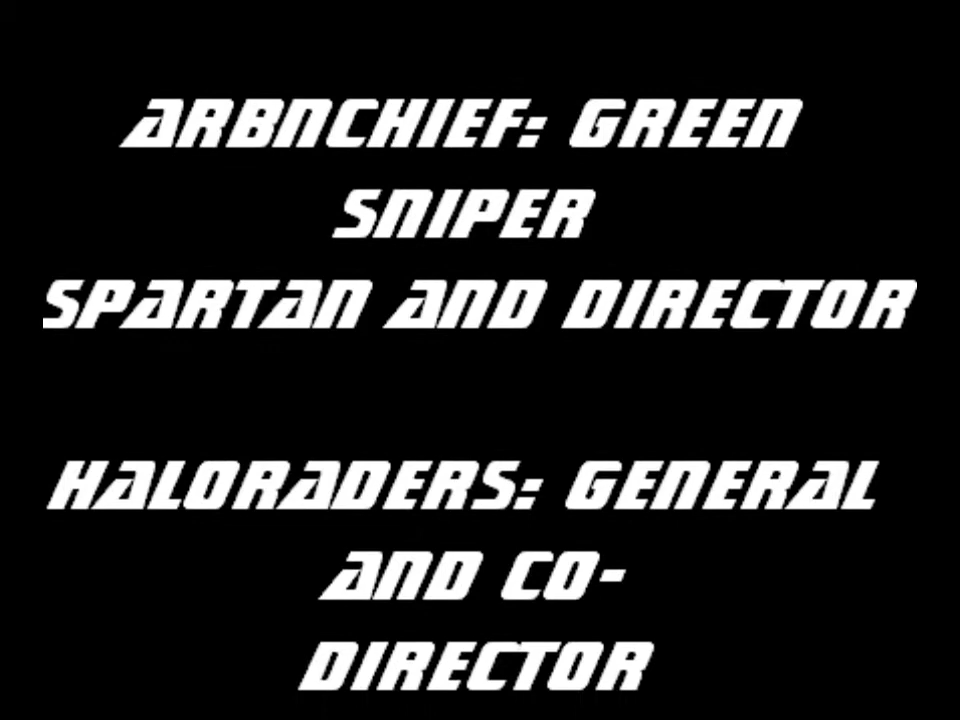 ARBNCHIEF: GREEN
SNIPER
SPARTAN AND DIRECTOR
HALORADERS: GENERAL
AND CO-
DIRECTOR